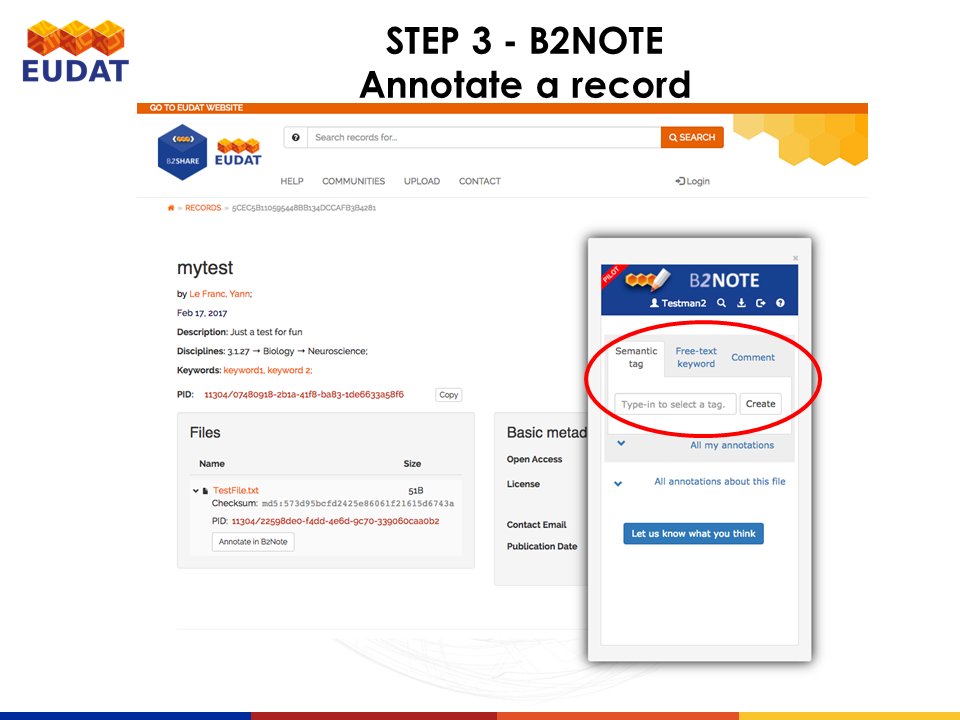 EUDAT
STEP 3 - B2NOTE
Annotate a record
GO TO EUDAT WEBSITE
B2SHARE
EUDAT
Search records for...
SEARCH
HELP COMMUNITIES UPLOAD CONTACT
Login
» RECORDS » 5CEC5B110595448BB134DCCAFB3B4281
mytest
by Le Franc, Yann;
Feb 17, 2017
Description: Just a test for fun
Disciplines: 3.1.27 → Biology → Neuroscience;
Keywords: keyword1, keyword 2;
PID: 11304/07480918-2b1a-41f8-ba83-1de6633a58f6 Copy
Files
Name Size
TestFile.txt 51B
Checksum: md5:573d95bcfd2425e86061f21615d6743a
PID: 11304/22598de0-f4dd-4e6d-9c70-339060caa0b2
Annotate in B2Note
Basic metad
Open Access
License
Contact Email
Publication Date
×
PILOT
B2NOTE
Testman2
Semantic tag
Free-text keyword
Comment
Type-in to select a tag.
Create
All my annotations
All annotations about this file
Let us know what you think